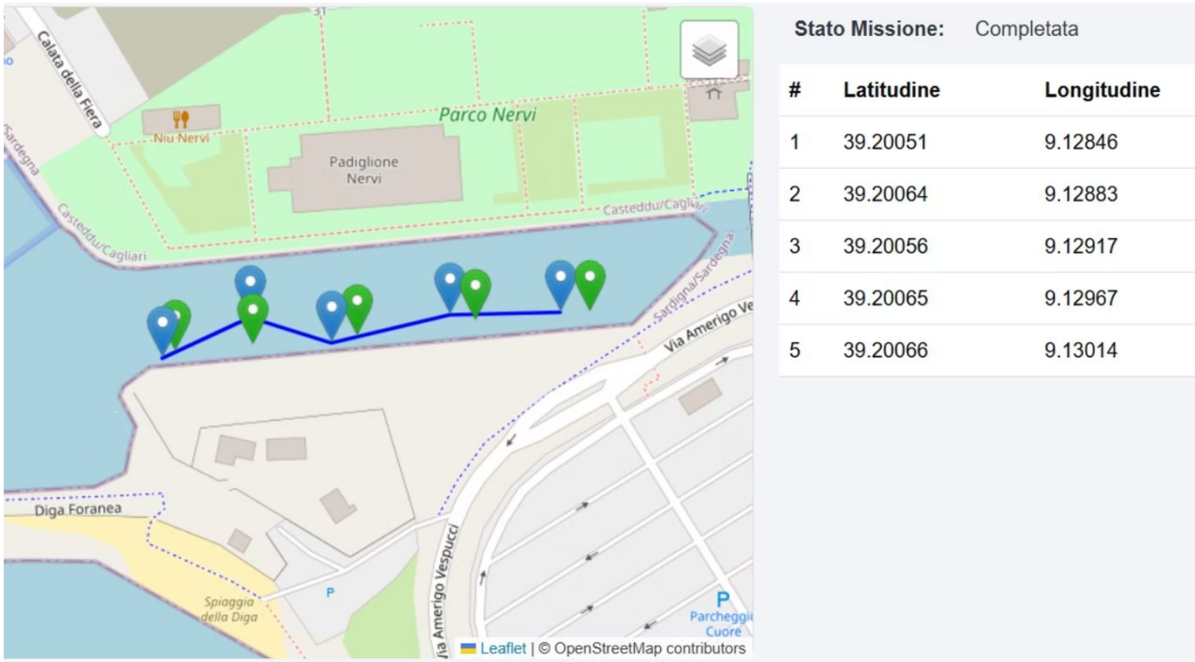 31
Calata della Fiera
Niu Nervi
Parco Nervi
Padiglione
Nervi
/Sardegna
Casteddu/Cagliari
Casteddu/Cagliari
Sardigna/Sardegna
Via Amerigo Ve
Diga Foranea
Spiaggia
della Diga
P
Via Amerigo Vespucci
P
Parcheggio
Cuore
Leaflet | © OpenStreetMap contributors
Stato Missione: Completata
# Latitudine Longitudine
1 39.20051 9.12846
2 39.20064 9.12883
3 39.20056 9.12917
4 39.20065 9.12967
5 39.20066 9.13014